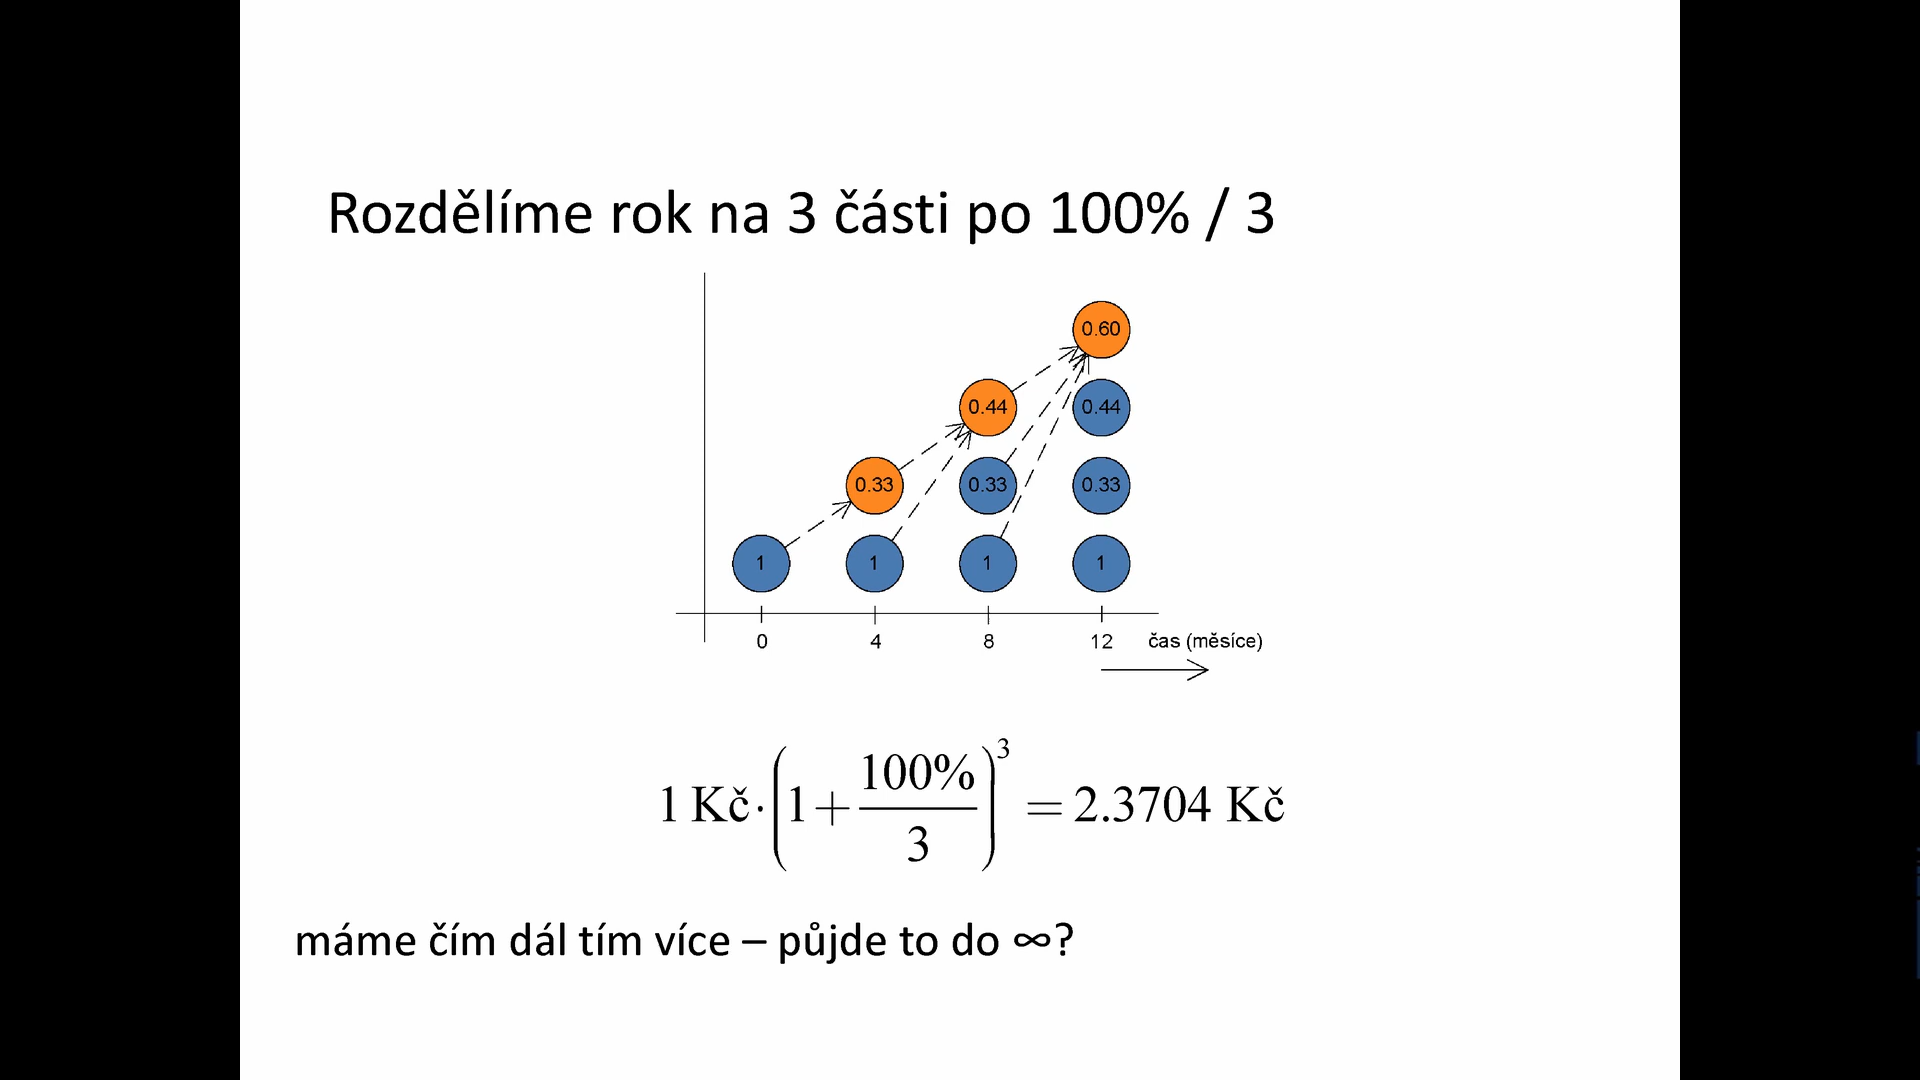 Rozdělíme rok na 3 části po 100% / 3
0.60
0.44 0.44
0.33 0.33 0.33
1 1 1 1
0 4 8 12 čas (měsíce)
1 Kč·(1+100%/3)^3 = 2.3704 Kč
máme čím dál tím více – půjde to do ∞?